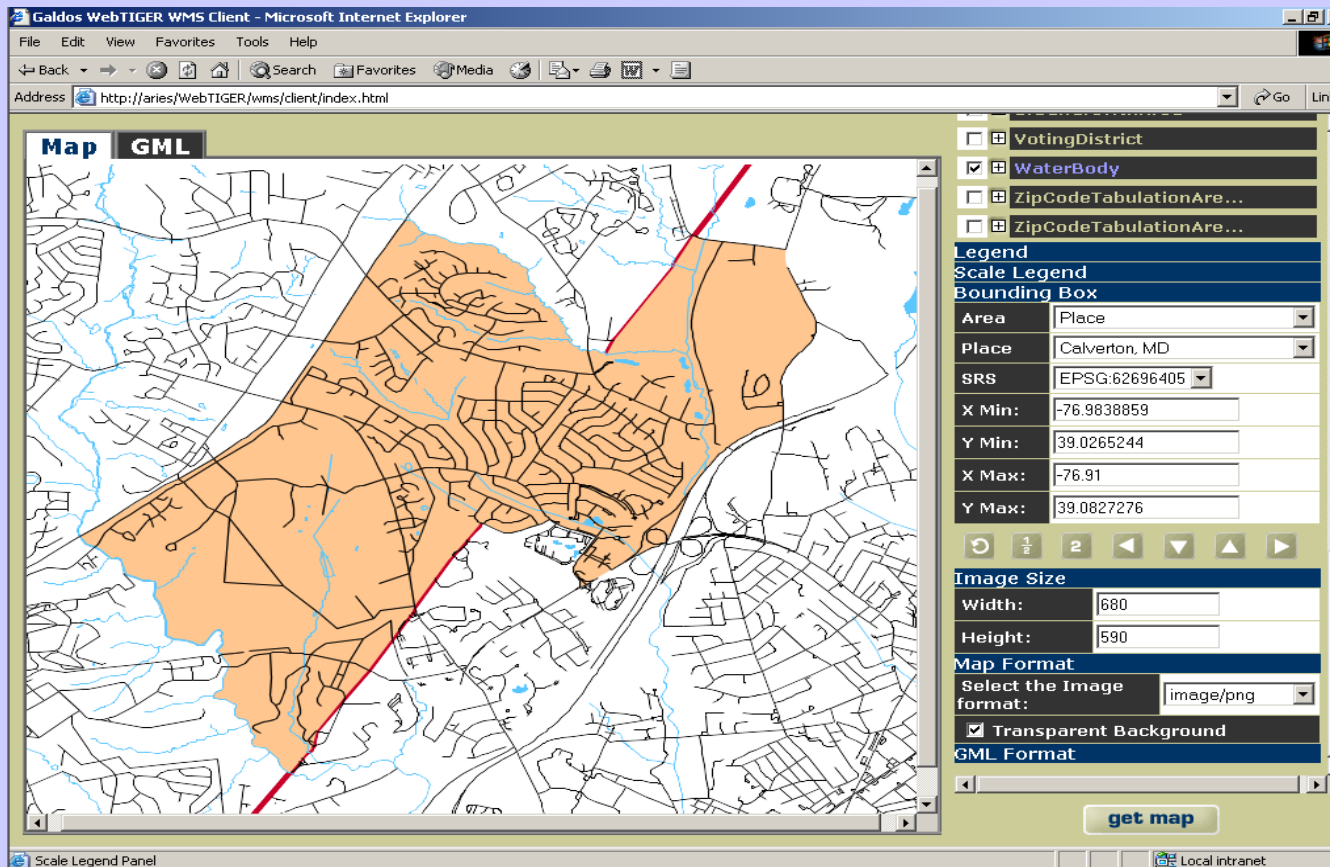 Galdos WebTIGER WMS Client - Microsoft Internet Explorer
File Edit View Favorites Tools Help
Back Search Favorites Media
Address http://aries/WebTIGER/wms/client/index.html Go Lin
Map GML
VotingDistrict
WaterBody
ZipCodeTabulationAre...
ZipCodeTabulationAre...
Legend
Scale Legend
Bounding Box
Area Place
Place Calverton, MD
SRS EPSG:62696405
X Min: -76.9838859
Y Min: 39.0265244
X Max: -76.91
Y Max: 39.0827276
1/2 2
Image Size
Width: 680
Height: 590
Map Format
Select the Image
format: image/png
Transparent Background
GML Format
get map
Scale Legend Panel Local intranet